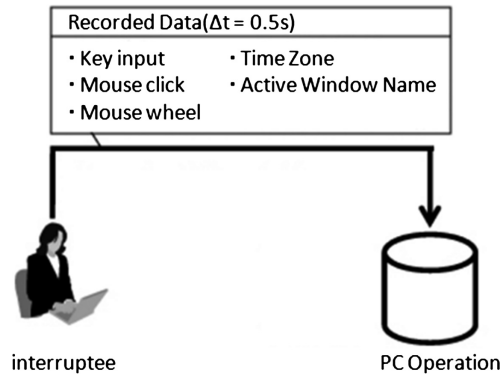 Recorded Data(Δt = 0.5s)
・Key input ・Time Zone
・Mouse click ・Active Window Name
・Mouse wheel
interruptee PC Operation